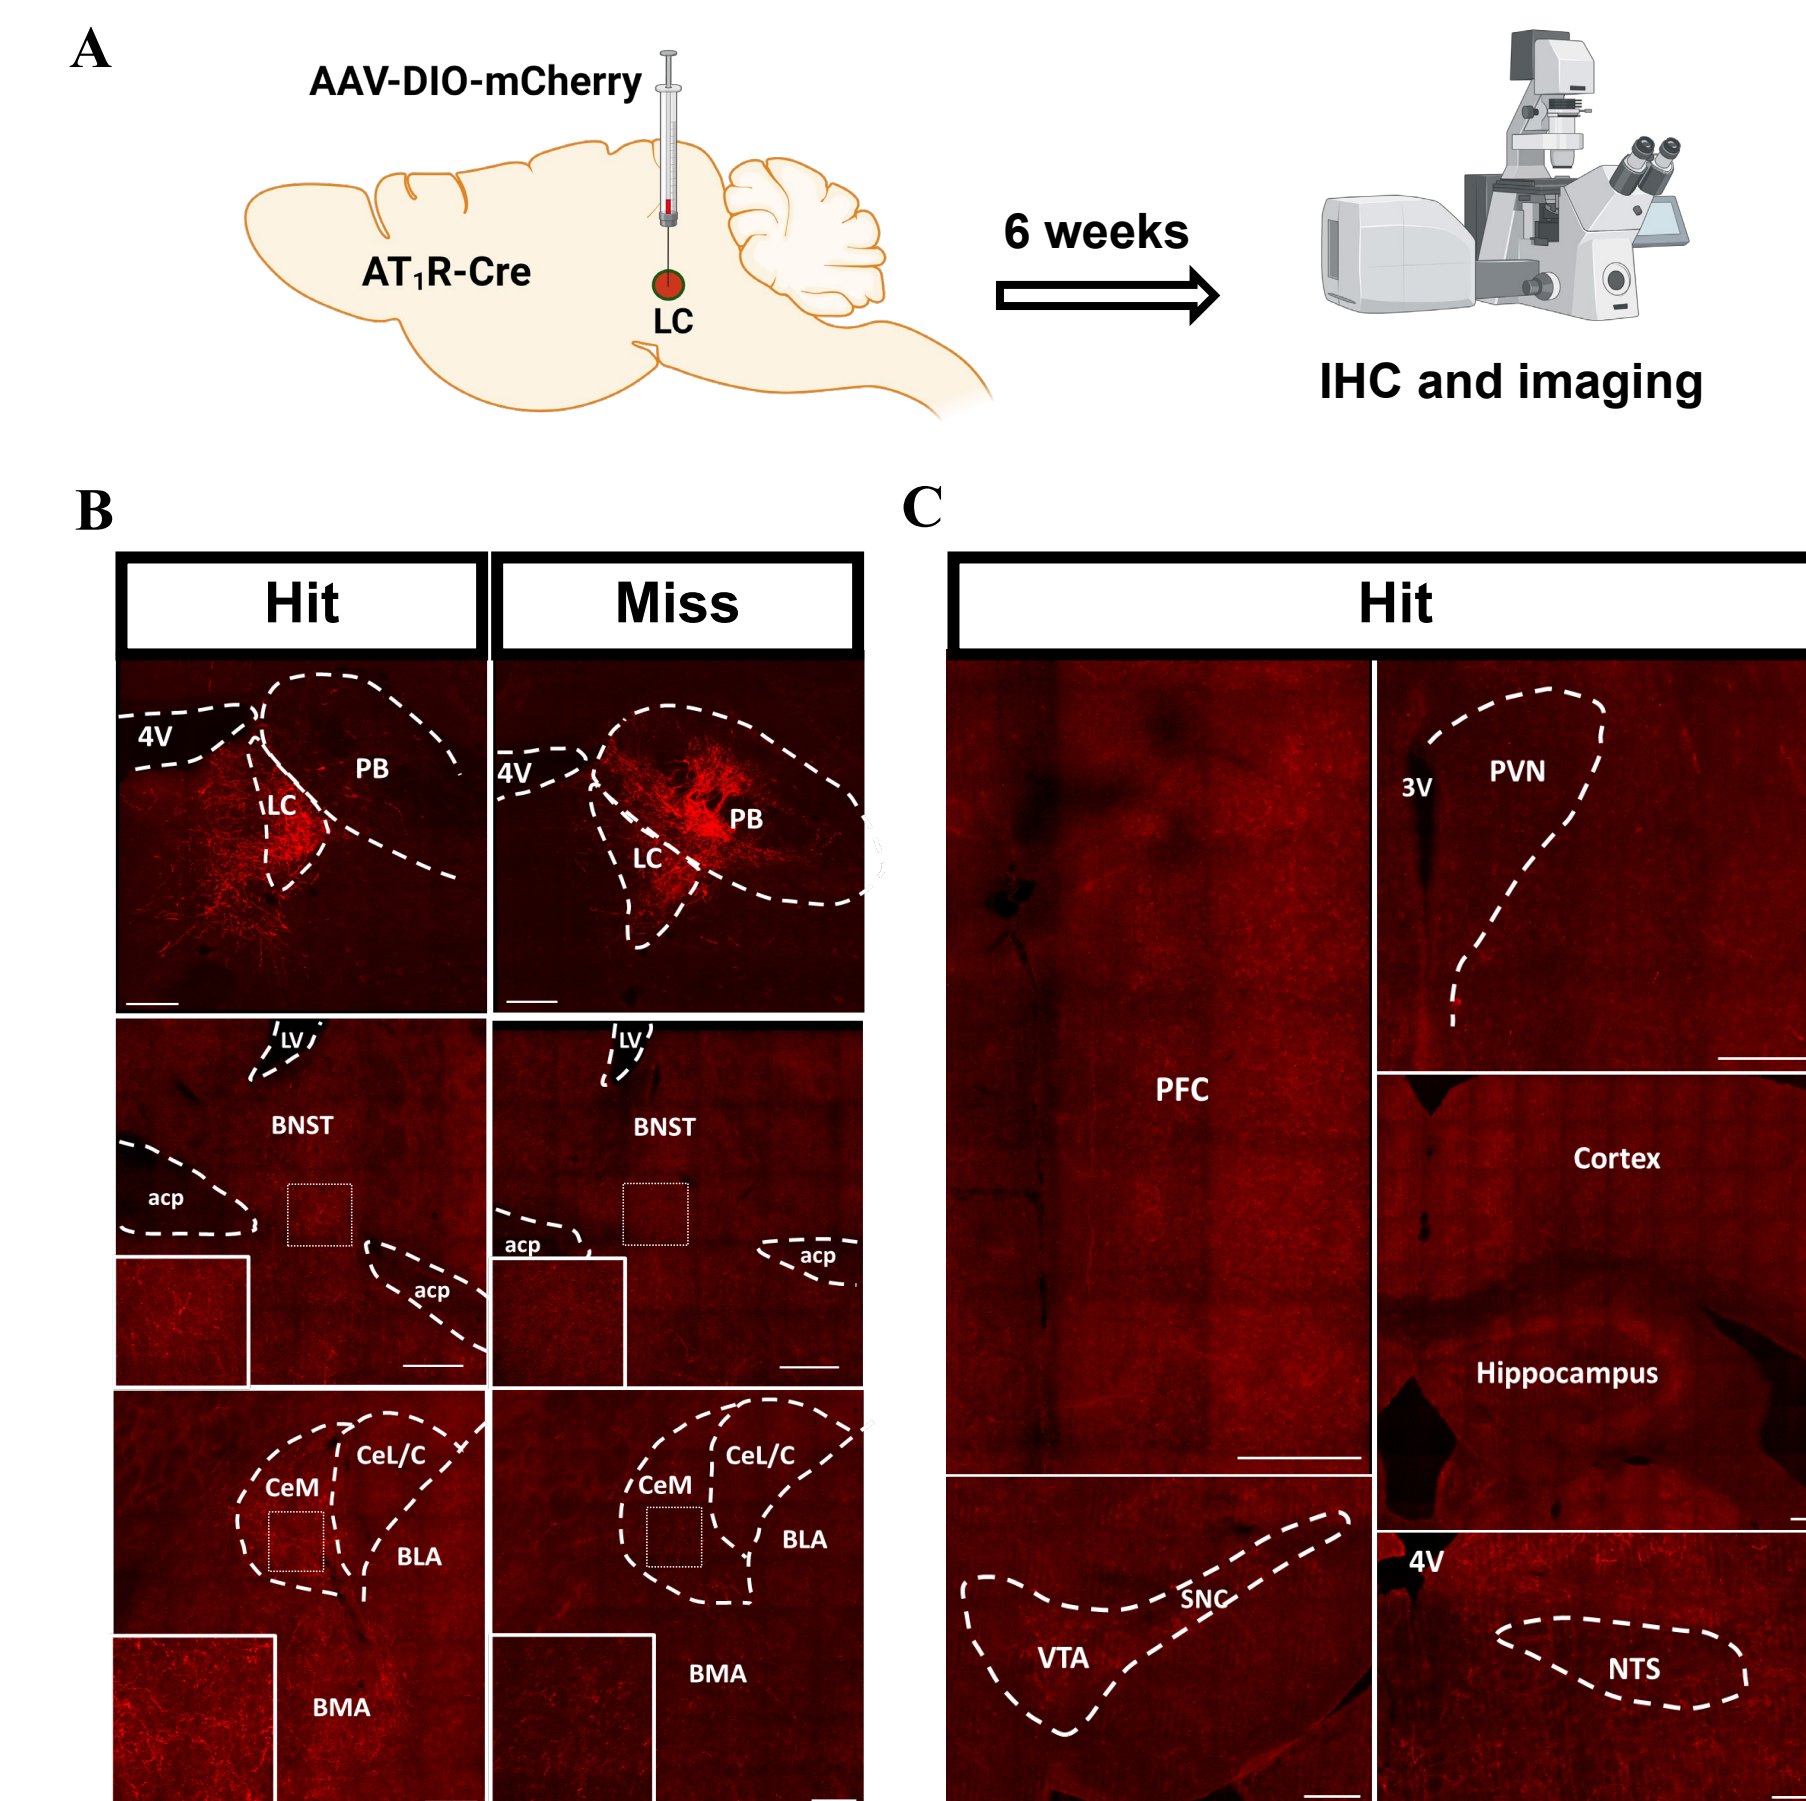 A
AAV-DIO-mCherry
AT₁R-Cre
LC
6 weeks
IHC and imaging
B
Hit
Miss
4V
PB
LC
4V
PB
LC
LV
BNST
acp
acp
LV
BNST
acp
acp
CeL/C
CeM
BLA
BMA
CeL/C
CeM
BLA
BMA
C
Hit
PFC
3V
PVN
Cortex
Hippocampus
SNC
VTA
4V
NTS